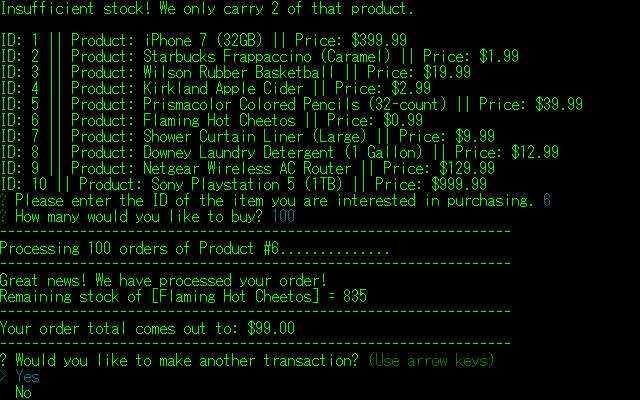 Insufficient stock! We only carry 2 of that product.
ID: 1 || Product: iPhone 7 (32GB) || Price: $399.99
ID: 2 || Product: Starbucks Frappaccino (Caramel) || Price: $1.99
ID: 3 || Product: Wilson Rubber Basketball || Price: $19.99
ID: 4 || Product: Kirkland Apple Cider || Price: $2.99
ID: 5 || Product: Prismacolor Colored Pencils (32-count) || Price: $39.99
ID: 6 || Product: Flaming Hot Cheetos || Price: $0.99
ID: 7 || Product: Shower Curtain Liner (Large) || Price: $9.99
ID: 8 || Product: Downey Laundry Detergent (1 Gallon) || Price: $12.99
ID: 9 || Product: Netgear Wireless AC Router || Price: $129.99
ID: 10 || Product: Sony Playstation 5 (1TB) || Price: $999.99
? Please enter the ID of the item you are interested in purchasing. 6
? How many would you like to buy? 100
---------------------------------------------------------------
Processing 100 orders of Product #6..............
---------------------------------------------------------------
Great news! We have processed your order!
Remaining stock of [Flaming Hot Cheetos] = 835
---------------------------------------------------------------
Your order total comes out to: $99.00
---------------------------------------------------------------
? Would you like to make another transaction? (Use arrow keys)
> Yes
No